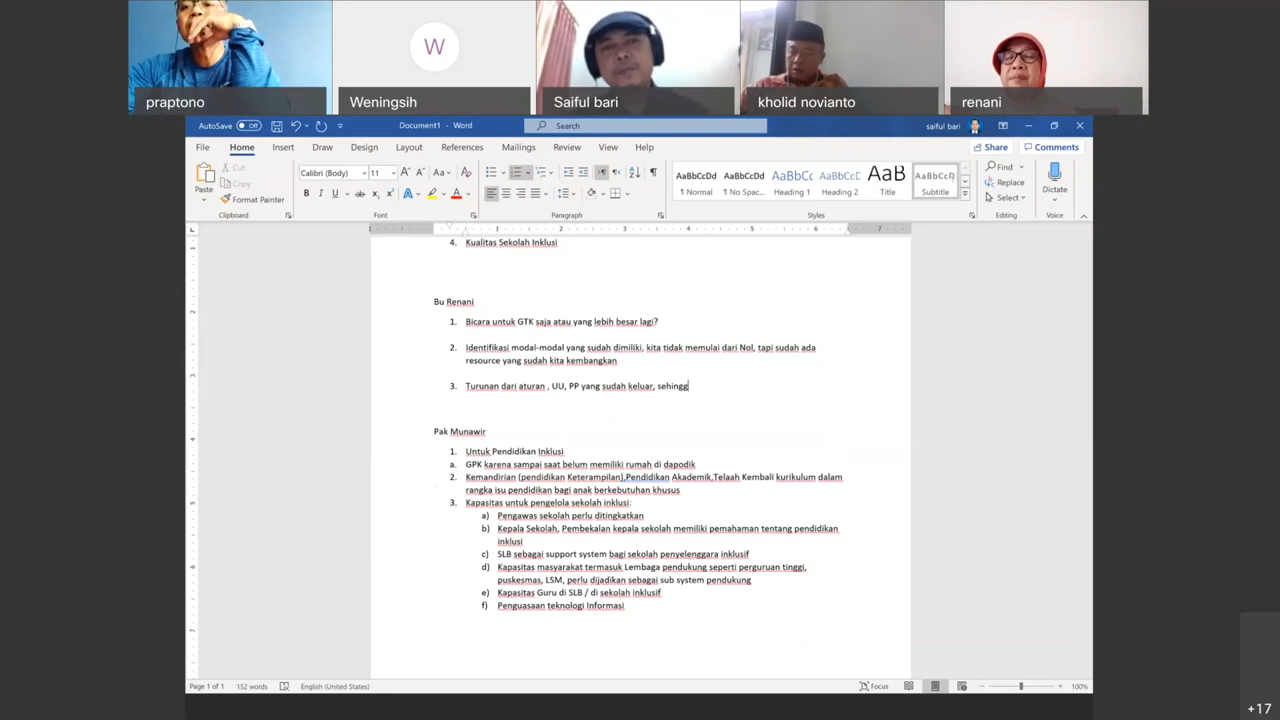 W
praptono
Weningsih
Saiful bari
kholid novianto
renani
AutoSave Off
Document1 - Word
Search
saiful bari
File Home Insert Draw Design Layout References Mailings Review View Help
Share Comments
Paste
Cut
Copy
Format Painter
Calibri (Body) 11
AaBbCcDd AaBbCcDd AaBbCc AaBbCcD AaB AaBbCcD
¶ Normal ¶ No Spac... Heading 1 Heading 2 Title Subtitle
Find
Replace
Select
Dictate
Clipboard Font Paragraph Styles Editing Voice
4. Kualitas Sekolah Inklusi
Bu Renani
1. Bicara untuk GTK saja atau yang lebih besar lagi?
2. Identifikasi modal-modal yang sudah dimiliki, kita tidak memulai dari Nol, tapi sudah ada
resource yang sudah kita kembangkan
3. Turunan dari aturan , UU, PP yang sudah keluar, sehingg
Pak Munawir
1. Untuk Pendidikan Inklusi
a. GPK karena sampai saat belum memiliki rumah di dapodik
2. Kemandirian (pendidikan Keterampilan),Pendidikan Akademik,Telaah Kembali kurikulum dalam
rangka isu pendidikan bagi anak berkebutuhan khusus
3. Kapasitas untuk pengelola sekolah inklusi:
a) Pengawas sekolah perlu ditingkatkan
b) Kepala Sekolah, Pembekalan kepala sekolah memiliki pemahaman tentang pendidikan
inklusi
c) SLB sebagai support system bagi sekolah penyelenggara inklusif
d) Kapasitas masyarakat termasuk Lembaga pendukung seperti perguruan tinggi,
puskesmas, LSM, perlu dijadikan sebagai sub system pendukung
e) Kapasitas Guru di SLB / di sekolah inklusif
f) Penguasaan teknologi Informasi
Page 1 of 1 152 words English (United States)
Focus
100%
+17